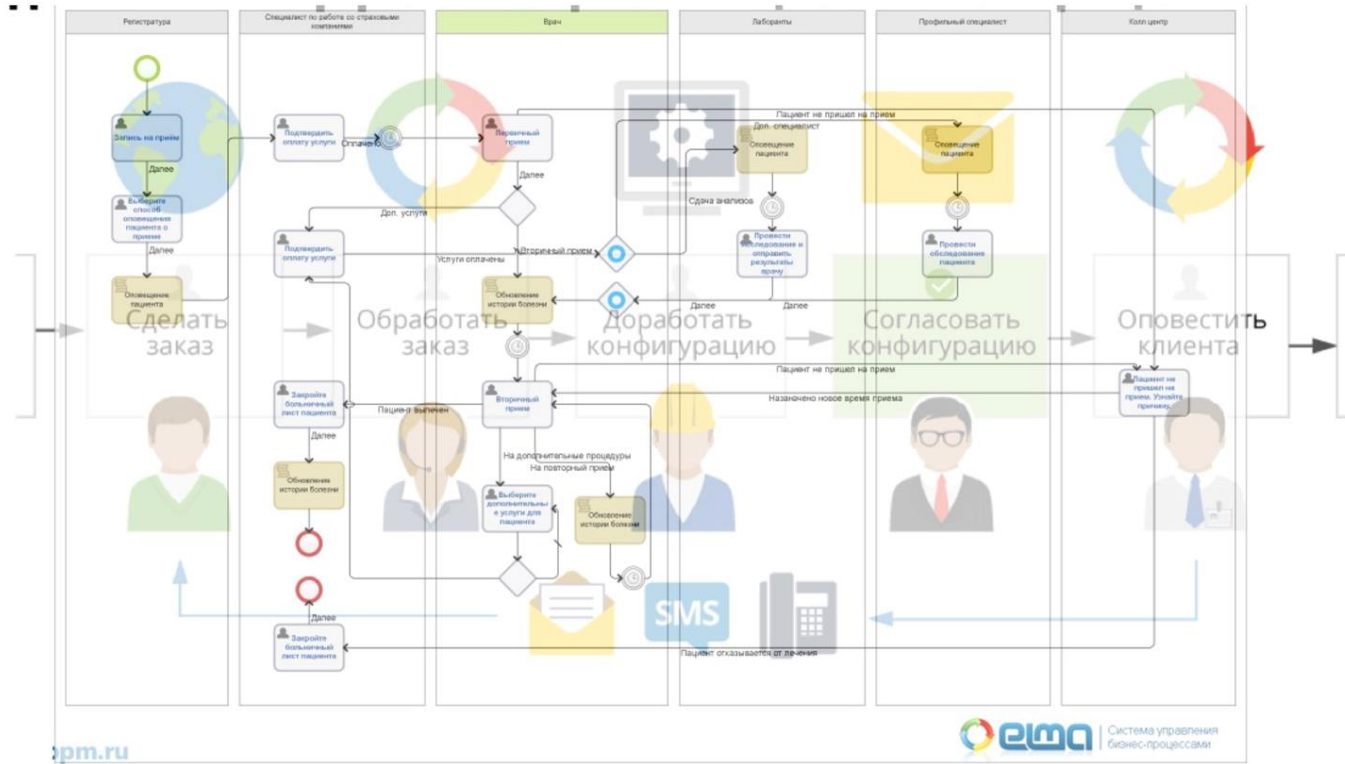 Регистратура
Специалист по работе со страховыми
компаниями
Врач
Лаборанты
Профильный специалист
Колл центр
Запись на приём
Далее
Выберите
способ
оповещения
пациента о
приеме
Далее
Оповещение
пациента
Подтвердить
оплату услуги
Оплачено
Первичный
прием
Далее
Пациент не пришел на прием
Доп. специалист
Оповещение
пациента
Оповещение
пациента
Сдача анализов
Доп. услуги
Подтвердить
оплату услуги
Услуги оплачены
Вторичный прием
Провести
исследование и
отправить
результаты
врачу
Провести
обследование
пациента
Обновление
истории болезни
Далее
Далее
Сделать
заказ
Обработать
заказ
Доработать
конфигурацию
Согласовать
конфигурацию
Оповестить
клиента
Пациент не пришел на прием
Пациент не
пришел на
прием. Узнайте
причину.
Назначено новое время приема
Закройте
больничный
лист пациента
Пациент вылечен
Вторичный
прием
Далее
На дополнительные процедуры
На повторный прием
Обновление
истории болезни
Выберите
дополнительны
е услуги для
пациента
Обновление
истории болезни
SMS
Далее
Закройте
больничный
лист пациента
Пациент отказывается от лечения
elma
Система управления
бизнес-процессами
bpm.ru